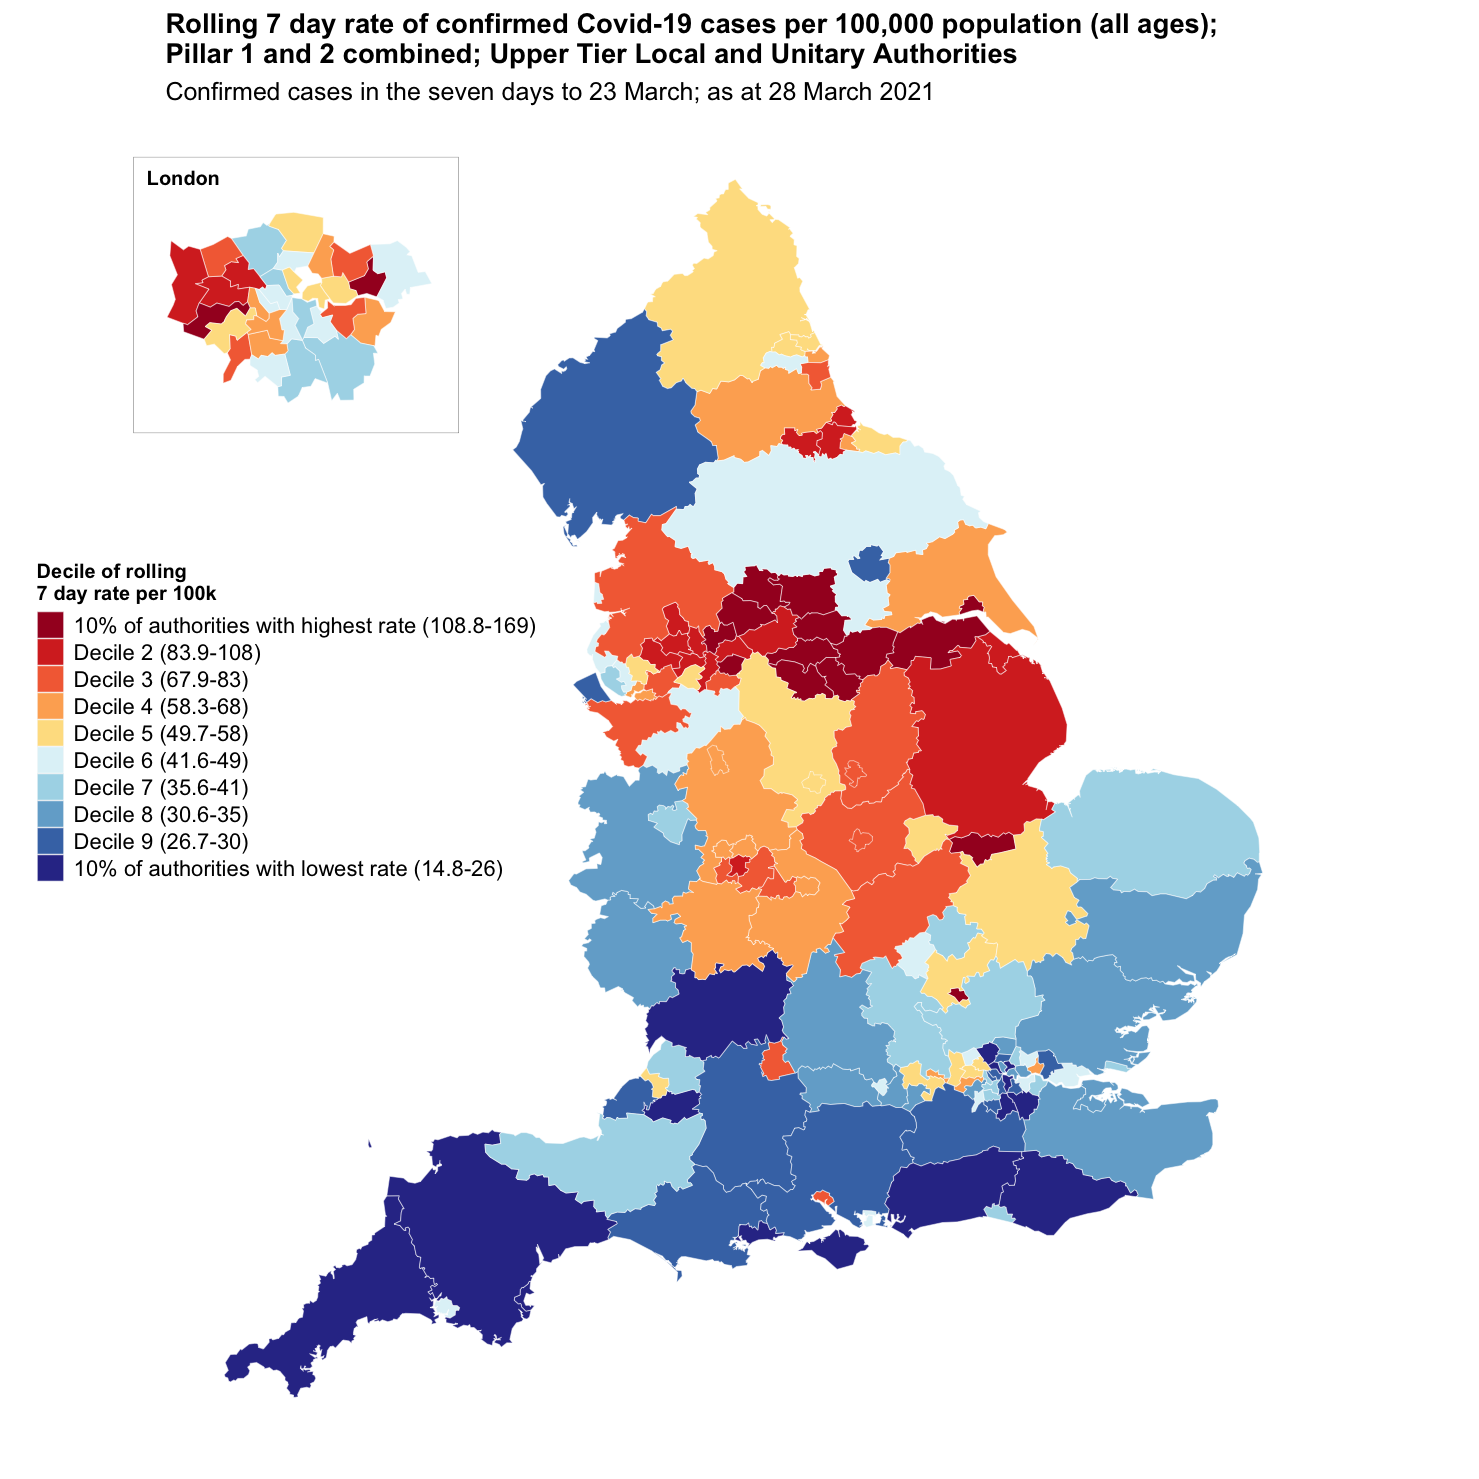 Rolling 7 day rate of confirmed Covid-19 cases per 100,000 population (all ages);
Pillar 1 and 2 combined; Upper Tier Local and Unitary Authorities
Confirmed cases in the seven days to 23 March; as at 28 March 2021
London
Decile of rolling
7 day rate per 100k
10% of authorities with highest rate (108.8-169)
Decile 2 (83.9-108)
Decile 3 (67.9-83)
Decile 4 (58.3-68)
Decile 5 (49.7-58)
Decile 6 (41.6-49)
Decile 7 (35.6-41)
Decile 8 (30.6-35)
Decile 9 (26.7-30)
10% of authorities with lowest rate (14.8-26)